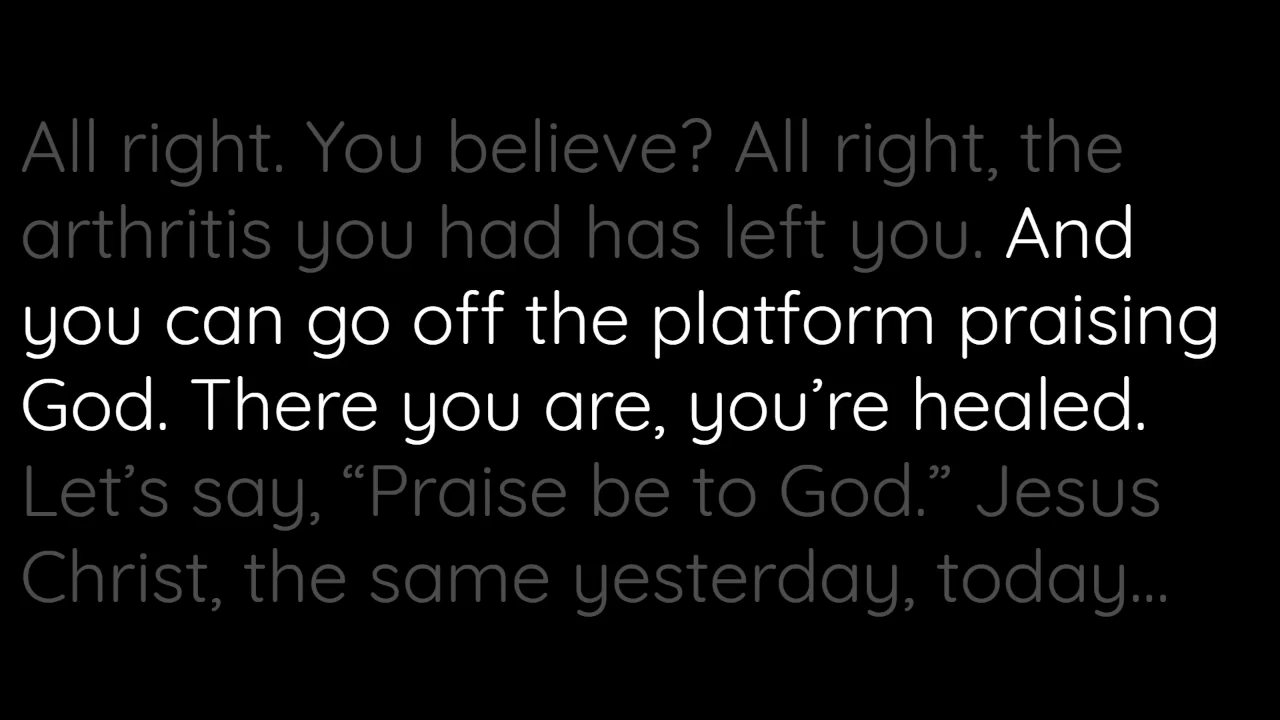 All right. You believe? All right, the
arthritis you had has left you. And
you can go off the platform praising
God. There you are, you’re healed.
Let’s say, “Praise be to God.” Jesus
Christ, the same yesterday, today...